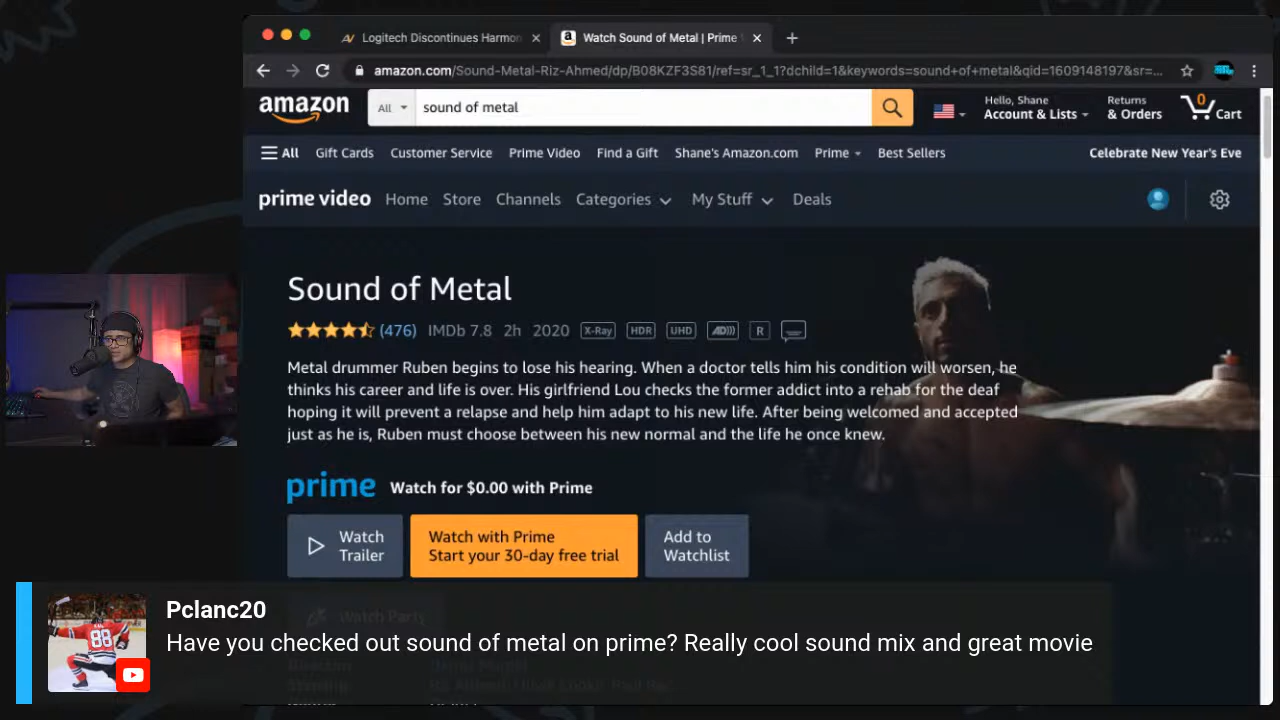 Logitech Discontinues Harmon
Watch Sound of Metal | Prime
amazon.com/Sound-Metal-Riz-Ahmed/dp/B08KZF3S81/ref=sr_1_1?dchild=1&keywords=sound+of+metal&qid=1609148197&sr=...
amazon
All
sound of metal
Hello, Shane
Account & Lists
Returns
& Orders
0
Cart
All
Gift Cards
Customer Service
Prime Video
Find a Gift
Shane's Amazon.com
Prime
Best Sellers
Celebrate New Year's Eve
prime video
Home
Store
Channels
Categories
My Stuff
Deals
Sound of Metal
(476) IMDb 7.8 2h 2020 X-Ray HDR UHD AD R
Metal drummer Ruben begins to lose his hearing. When a doctor tells him his condition will worsen, he
thinks his career and life is over. His girlfriend Lou checks the former addict into a rehab for the deaf
hoping it will prevent a relapse and help him adapt to his new life. After being welcomed and accepted
just as he is, Ruben must choose between his new normal and the life he once knew.
prime Watch for $0.00 with Prime
Watch
Trailer
Watch with Prime
Start your 30-day free trial
Add to
Watchlist
Watch Party
Pclanc20
Have you checked out sound of metal on prime? Really cool sound mix and great movie
88